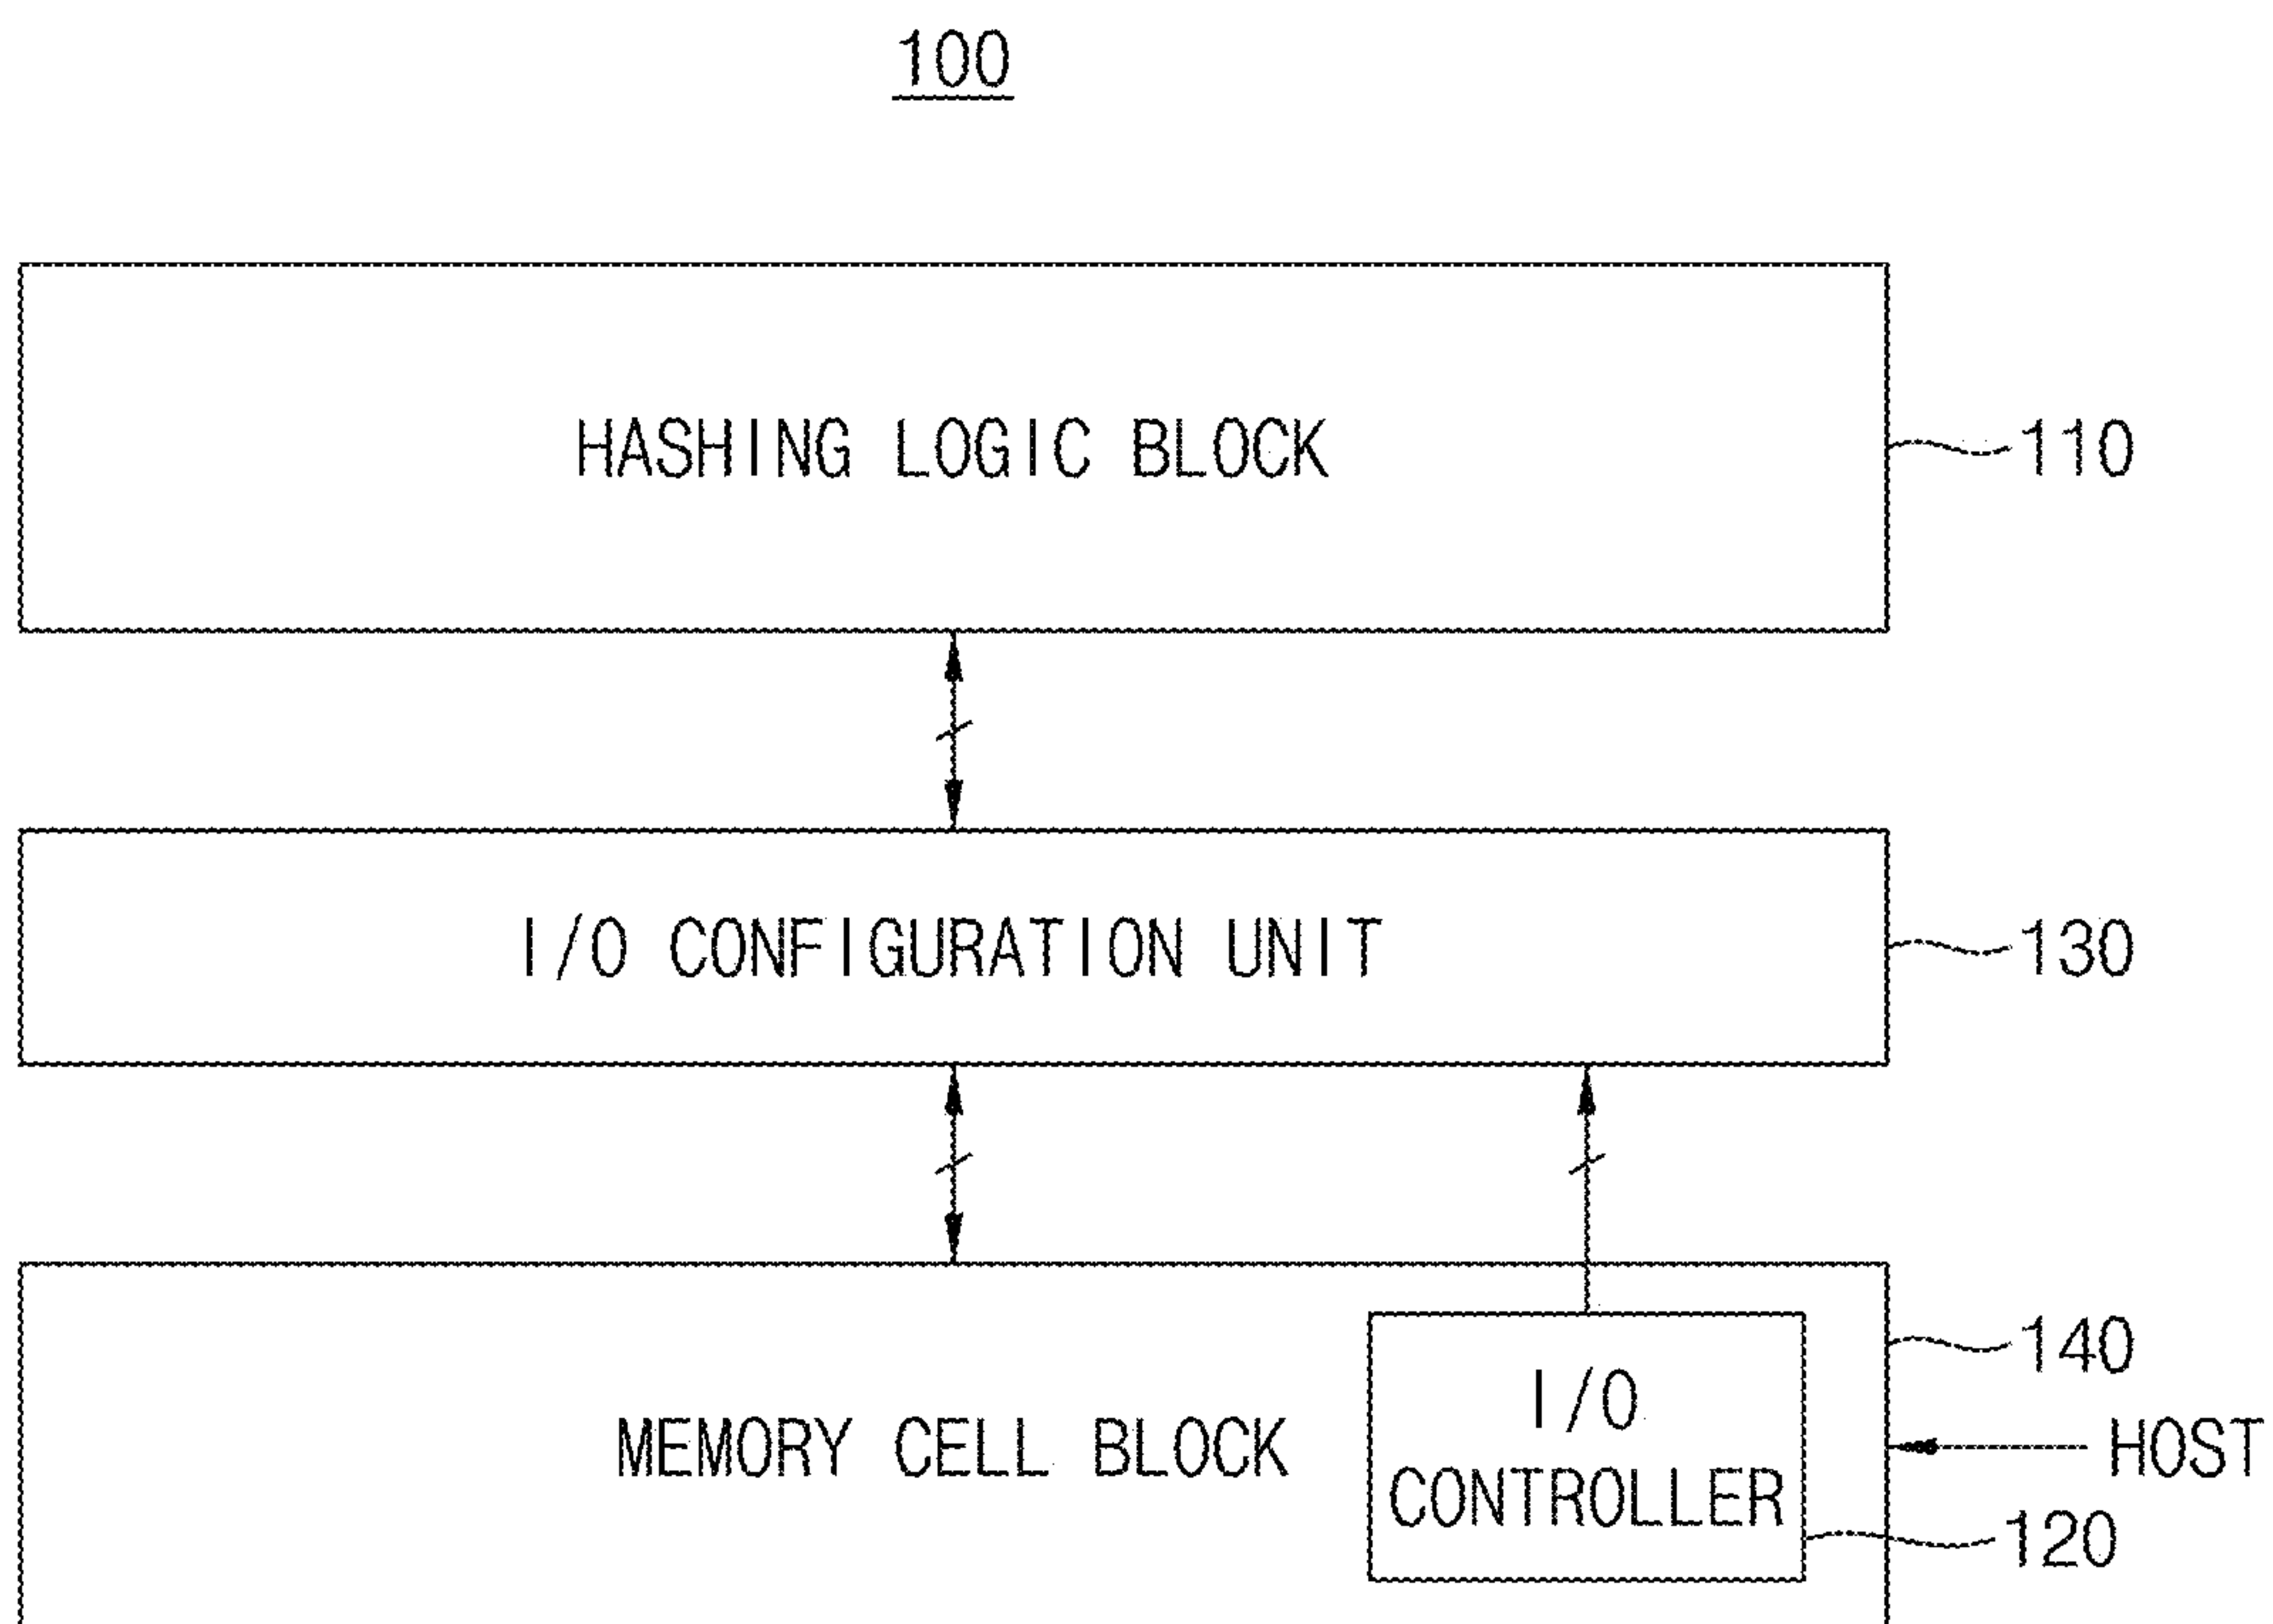 100
HASHING LOGIC BLOCK
110
I/O CONFIGURATION UNIT
130
140
MEMORY CELL BLOCK
I/O
CONTROLLER
HOST
120